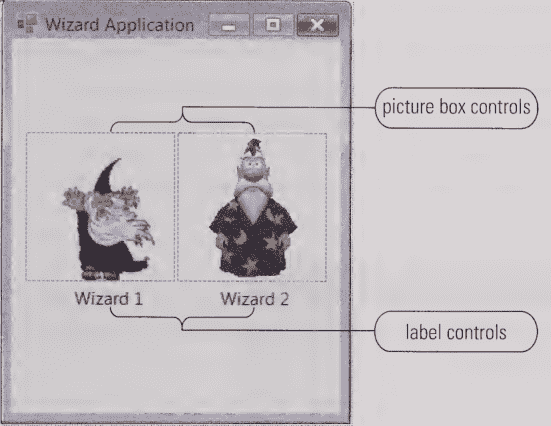 Wizard Application
picture box controls
Wizard 1
Wizard 2
label controls